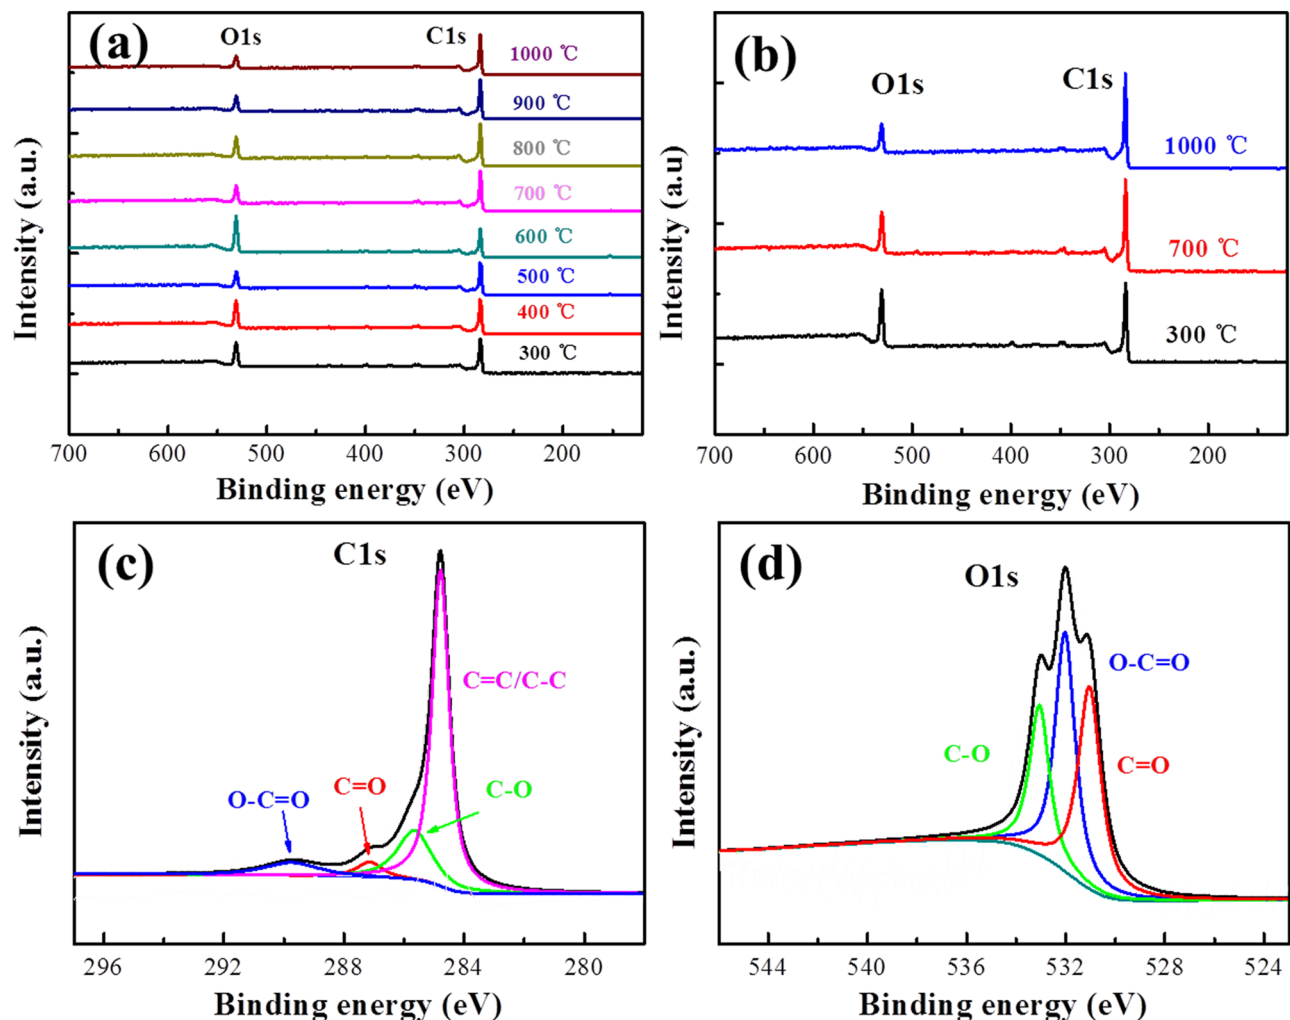 (a)
O1s
C1s
1000 ℃
900 ℃
800 ℃
700 ℃
600 ℃
500 ℃
400 ℃
300 ℃
Intensity (a.u.)
700 600 500 400 300 200
Binding energy (eV)
(b)
O1s
C1s
1000 ℃
700 ℃
300 ℃
Intensity (a.u)
700 600 500 400 300 200
Binding energy (eV)
(c)
C1s
C=C/C-C
O-C=O
C=O
C-O
Intensity (a.u.)
296 292 288 284 280
Binding energy (eV)
(d)
O1s
O-C=O
C-O
C=O
Intensity (a.u.)
544 540 536 532 528 524
Binding energy (eV)